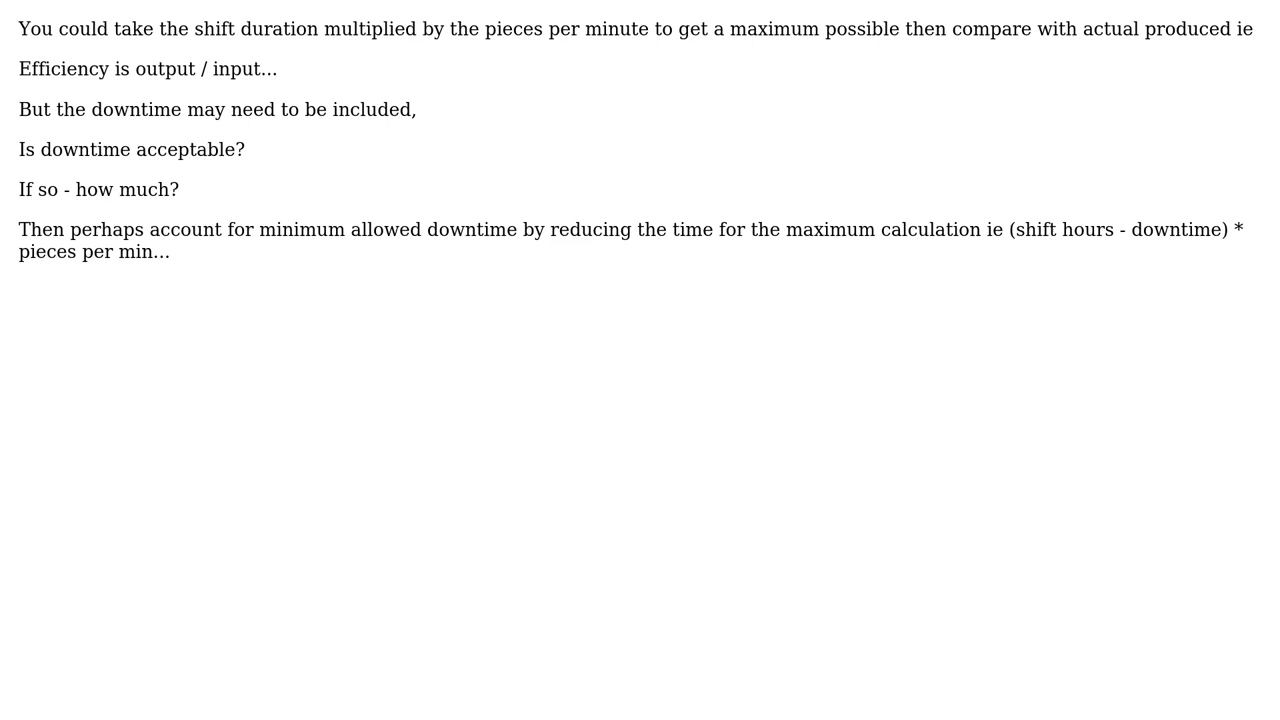 You could take the shift duration multiplied by the pieces per minute to get a maximum possible then compare with actual produced ie
Efficiency is output / input...
But the downtime may need to be included,
Is downtime acceptable?
If so - how much?
Then perhaps account for minimum allowed downtime by reducing the time for the maximum calculation ie (shift hours - downtime) *
pieces per min...